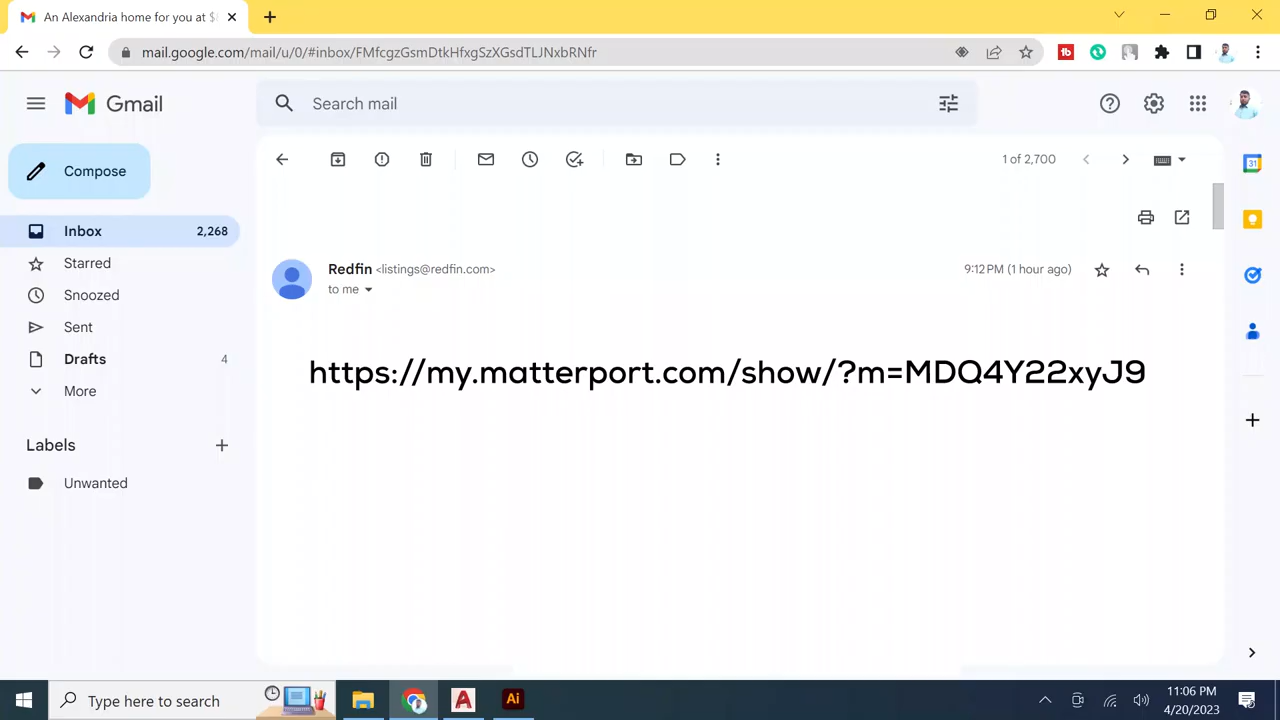 An Alexandria home for you at $
mail.google.com/mail/u/0/#inbox/FMfcgzGsmDtkHfxgSzXGsdTLJNxbRNfr
Gmail
Search mail
Compose
1 of 2,700
Inbox 2,268
Starred
Snoozed
Sent
Drafts 4
More
Labels
Unwanted
Redfin <listings@redfin.com>
9:12 PM (1 hour ago)
to me
https://my.matterport.com/show/?m=MDQ4Y22xyJ9
31
Type here to search
Ai
11:06 PM
4/20/2023